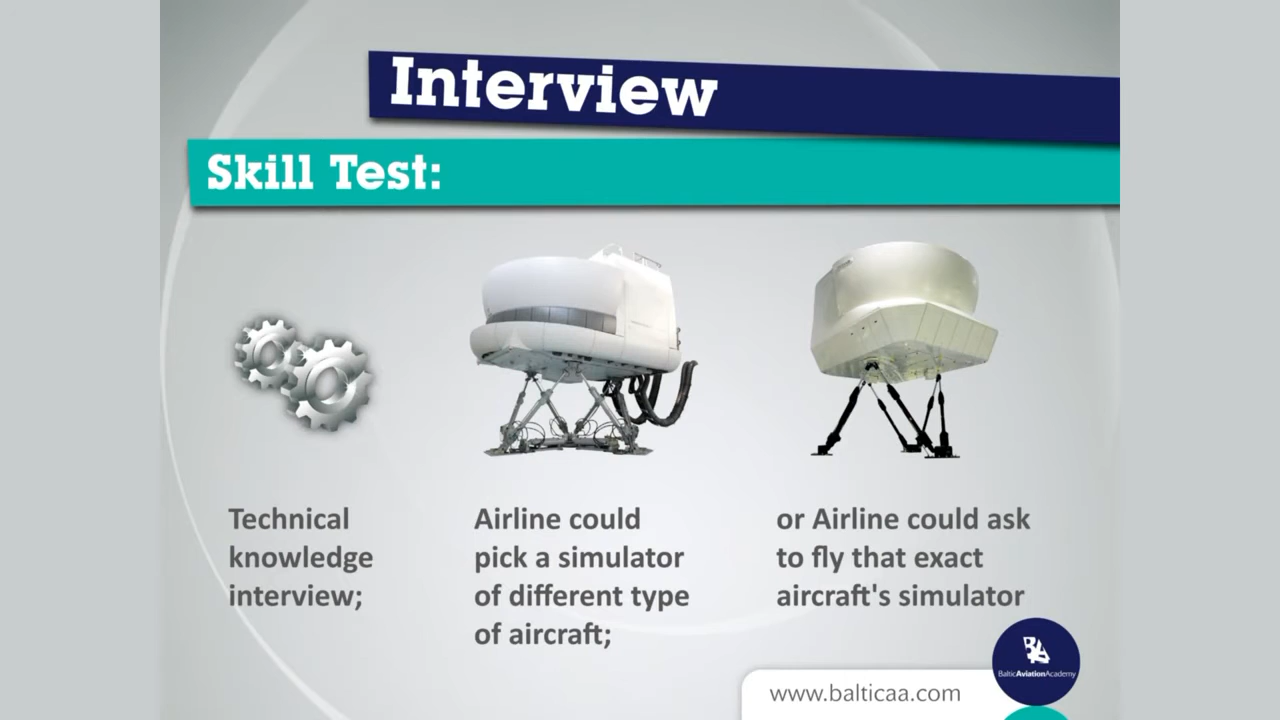 Interview
Skill Test:
Technical
knowledge
interview;
Airline could
pick a simulator
of different type
of aircraft;
or Airline could ask
to fly that exact
aircraft's simulator
BalticAviationAcademy
www.balticaa.com